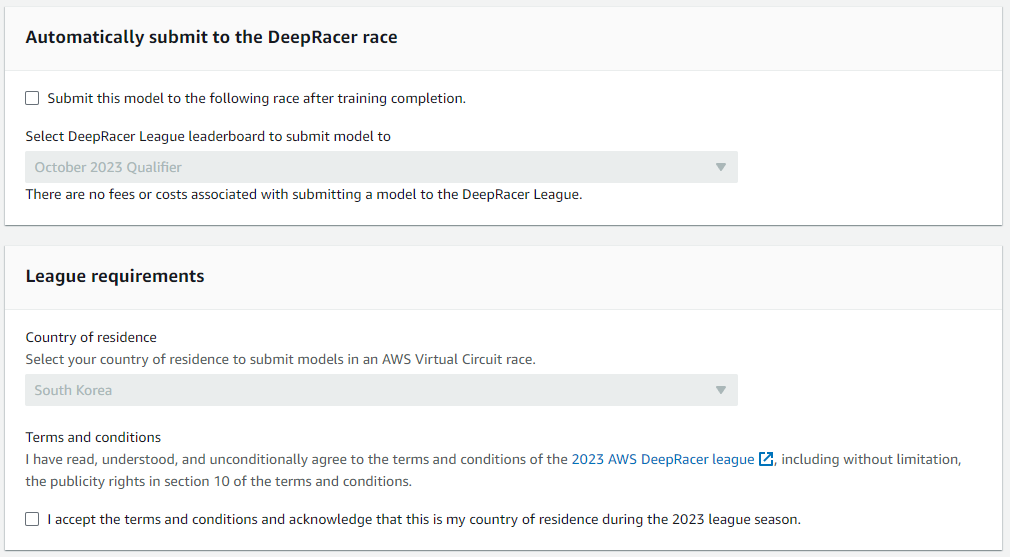 Automatically submit to the DeepRacer race
Submit this model to the following race after training completion.
Select DeepRacer League leaderboard to submit model to
October 2023 Qualifier
There are no fees or costs associated with submitting a model to the DeepRacer League.
League requirements
Country of residence
Select your country of residence to submit models in an AWS Virtual Circuit race.
South Korea
Terms and conditions
I have read, understood, and unconditionally agree to the terms and conditions of the 2023 AWS DeepRacer league , including without limitation,
the publicity rights in section 10 of the terms and conditions.
I accept the terms and conditions and acknowledge that this is my country of residence during the 2023 league season.